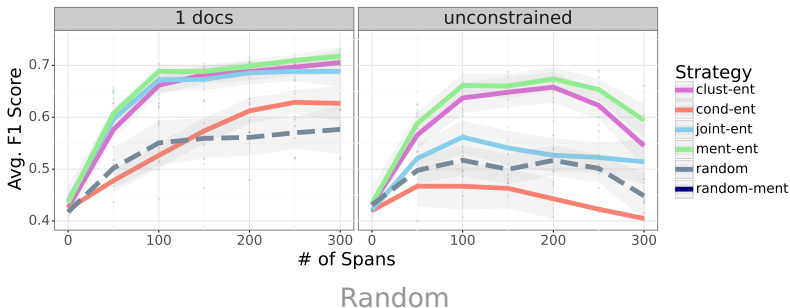 1 docs
unconstrained
Avg. F1 Score
0.7
0.6
0.5
0.4
0
100
200
300
0
100
200
300
# of Spans
Strategy
clust-ent
cond-ent
joint-ent
ment-ent
random
random-ment
Random